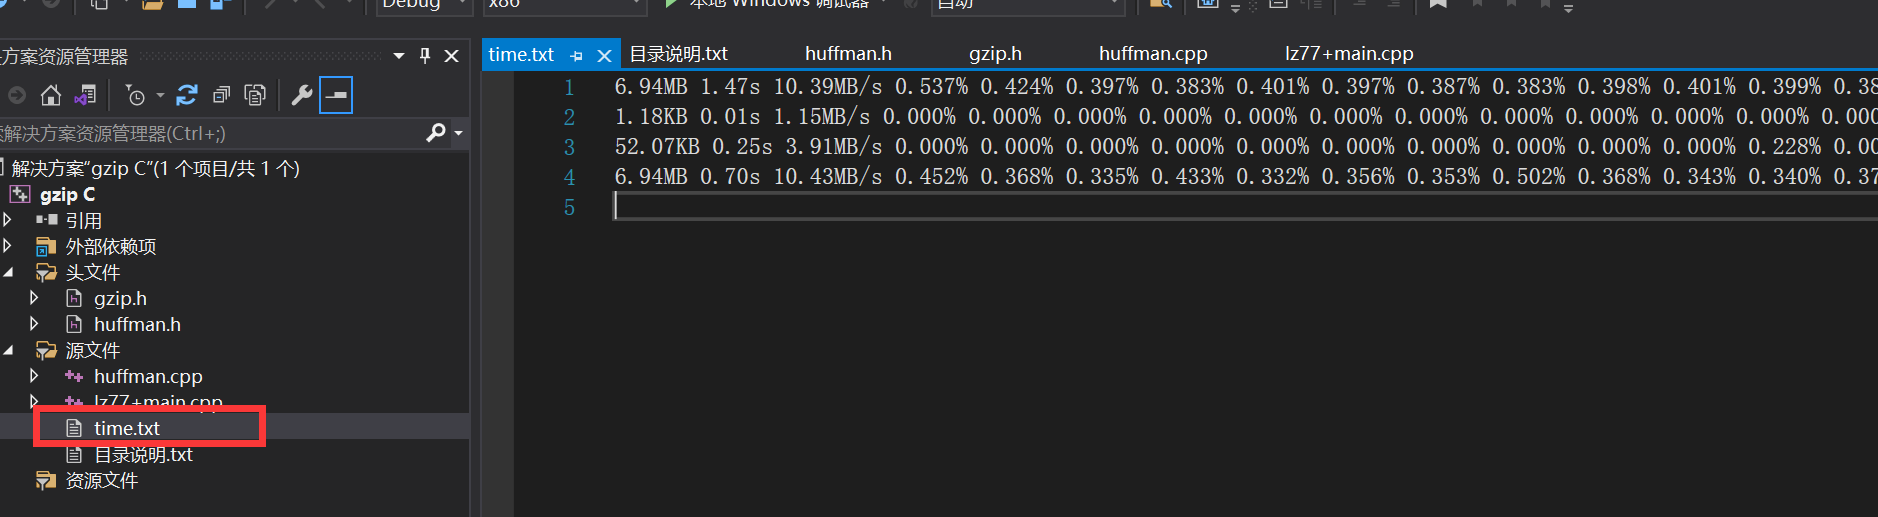 Debug x86 本地 Windows 调试器 自动
方案资源管理器
time.txt 目录说明.txt huffman.h gzip.h huffman.cpp lz77+main.cpp
解决方案资源管理器(Ctrl+;)
解决方案"gzip C"(1 个项目/共 1 个)
gzip C
引用
外部依赖项
头文件
gzip.h
huffman.h
源文件
huffman.cpp
lz77+main.cpp
time.txt
目录说明.txt
资源文件
1 6.94MB 1.47s 10.39MB/s 0.537% 0.424% 0.397% 0.383% 0.401% 0.397% 0.387% 0.383% 0.398% 0.401% 0.399% 0.38
2 1.18KB 0.01s 1.15MB/s 0.000% 0.000% 0.000% 0.000% 0.000% 0.000% 0.000% 0.000% 0.000% 0.000% 0.000% 0.00
3 52.07KB 0.25s 3.91MB/s 0.000% 0.000% 0.000% 0.000% 0.000% 0.000% 0.000% 0.000% 0.000% 0.228% 0.00
4 6.94MB 0.70s 10.43MB/s 0.452% 0.368% 0.335% 0.433% 0.332% 0.356% 0.353% 0.502% 0.368% 0.343% 0.340% 0.37
5